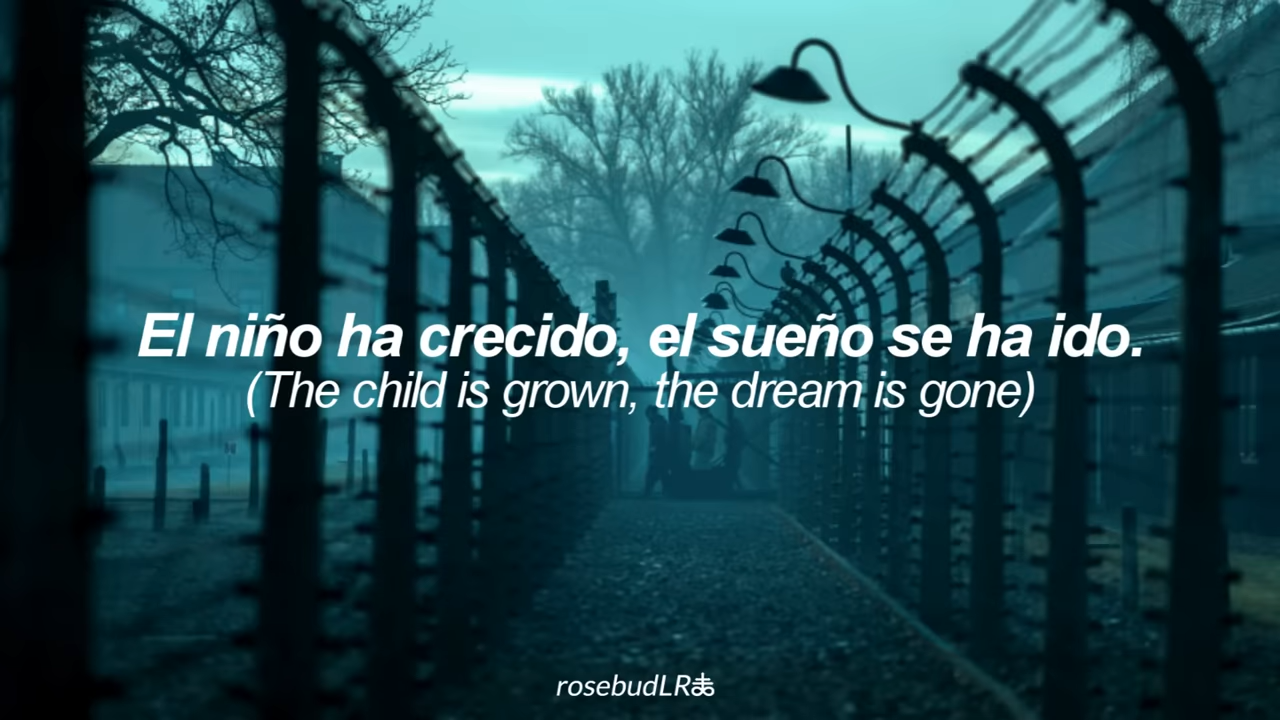 El niño ha crecido, el sueño se ha ido.
(The child is grown, the dream is gone)
rosebudLR